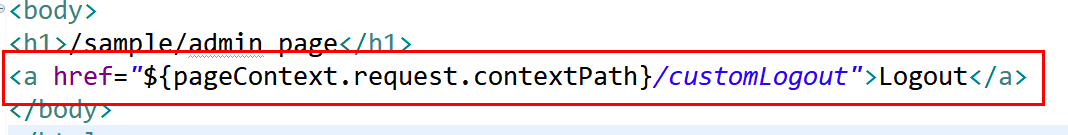 <body>
<h1>/sample/admin page</h1>
<a href="${pageContext.request.contextPath}/customLogout">Logout</a>
</body>